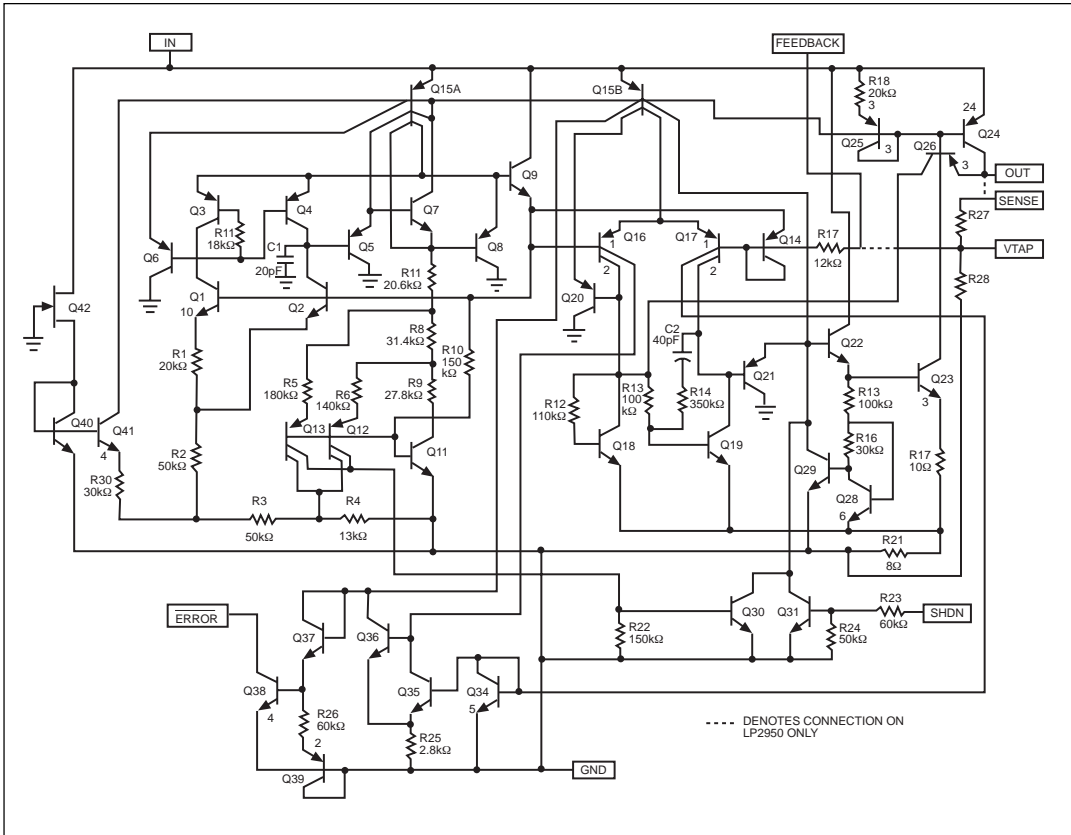 IN
FEEDBACK
Q15A
Q15B
R18
20kΩ
3
24
Q25
3
Q24
Q26
3
OUT
SENSE
R27
VTAP
R28
Q9
Q3
R11
18kΩ
Q4
Q7
Q6
C1
20pF
Q5
Q8
Q16
1
2
Q17
1
2
Q14
R17
12kΩ
Q1
10
Q2
R11
20.6kΩ
Q20
Q42
R1
20kΩ
R8
31.4kΩ
R10
150
kΩ
C2
40pF
Q22
R5
180kΩ
R6
140kΩ
R9
27.8kΩ
R12
110kΩ
R13
100
kΩ
R14
350kΩ
Q21
R13
100kΩ
Q23
3
Q40
Q41
4
Q13
Q12
Q11
Q18
Q19
R16
30kΩ
R17
10Ω
R30
30kΩ
R2
50kΩ
Q29
Q28
6
R3
50kΩ
R4
13kΩ
R21
8Ω
ERROR
Q37
Q36
R22
150kΩ
Q30
Q31
R23
60kΩ
R24
50kΩ
SHDN
Q38
4
Q35
Q34
5
R26
60kΩ
2
R25
2.8kΩ
Q39
GND
DENOTES CONNECTION ON
LP2950 ONLY